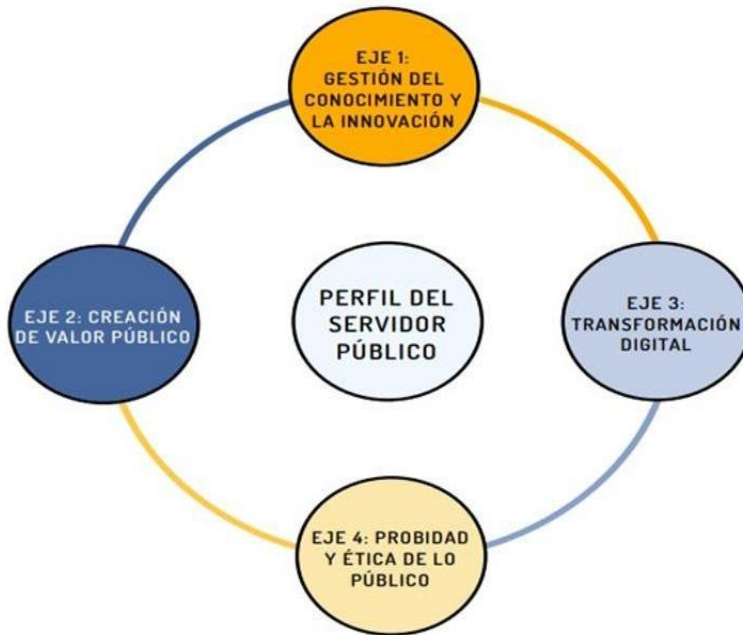 EJE 1:
GESTIÓN DEL
CONOCIMIENTO Y
LA INNOVACIÓN
EJE 2: CREACIÓN
DE VALOR PÚBLICO
PERFIL DEL
SERVIDOR
PÚBLICO
EJE 3:
TRANSFORMACIÓN
DIGITAL
EJE 4: PROBIDAD
Y ÉTICA DE LO
PÚBLICO